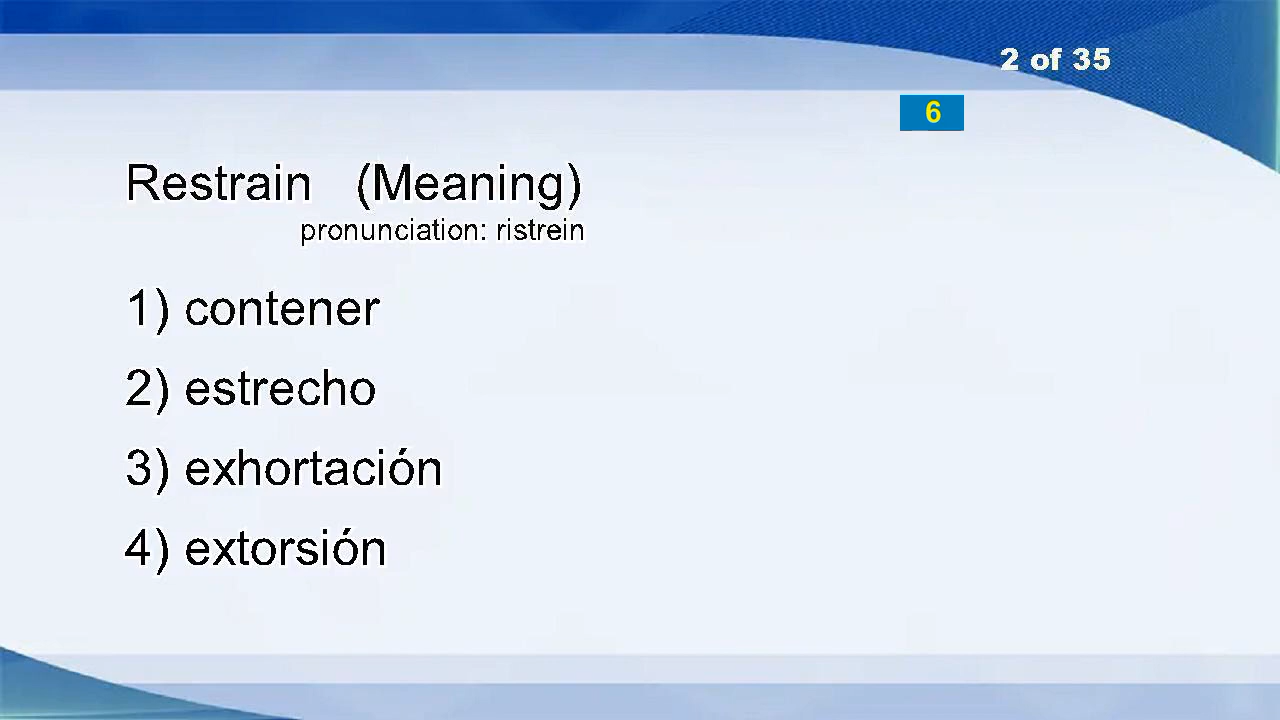 2 of 35
6
Restrain (Meaning)
pronunciation: ristrein
1) contener
2) estrecho
3) exhortación
4) extorsión